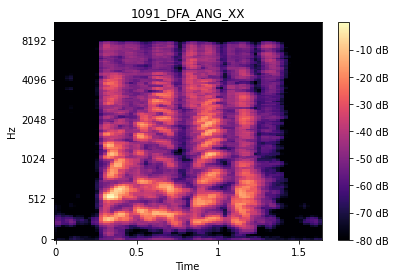 1091_DFA_ANG_XX
8192
4096
2048
1024
512
0
Hz
0
0.5
1
1.5
Time
-10 dB
-20 dB
-30 dB
-40 dB
-50 dB
-60 dB
-70 dB
-80 dB